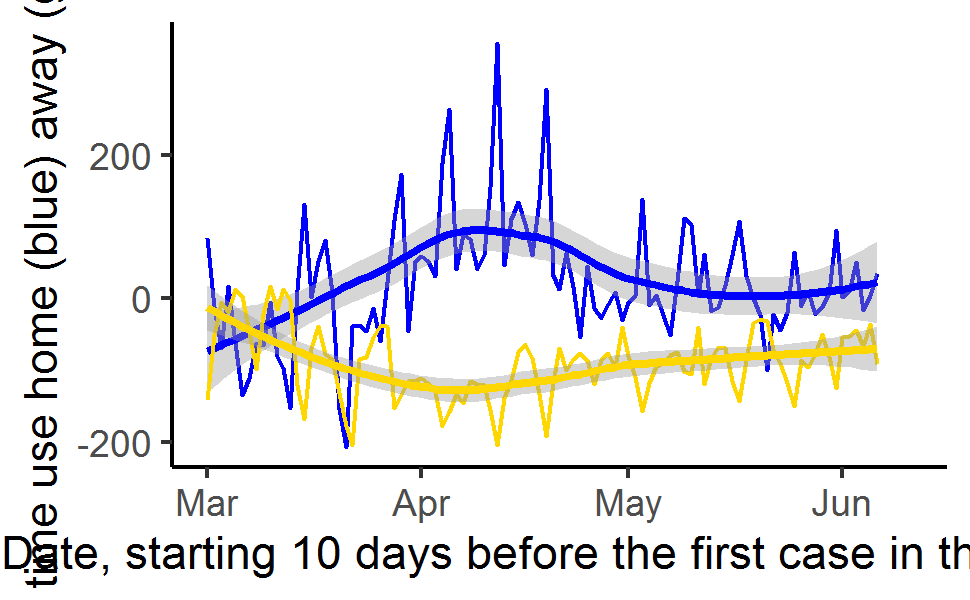 time use home (blue) away (g
200
0
-200
Mar Apr May Jun
Date, starting 10 days before the first case in th